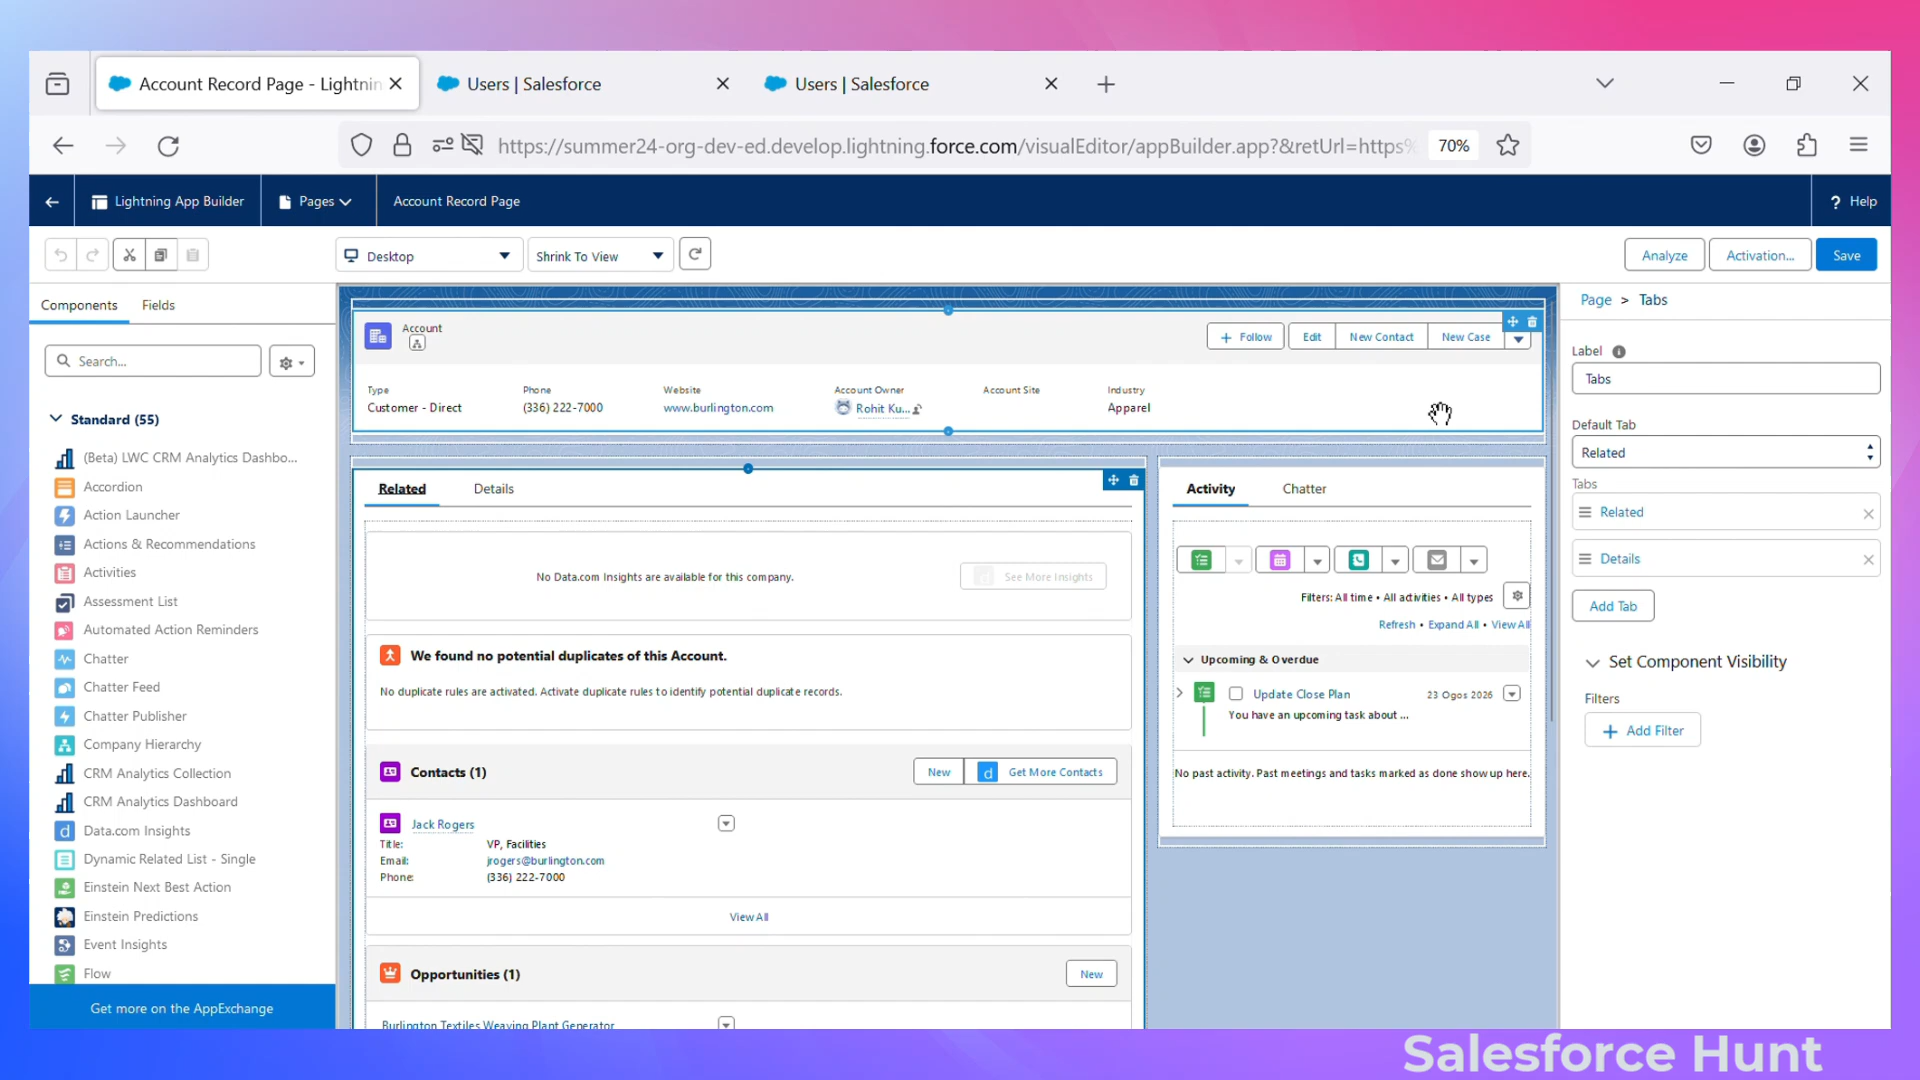 Account Record Page - Lightnin
Users | Salesforce
Users | Salesforce
https://summer24-org-dev-ed.develop.lightning.force.com/visualEditor/appBuilder.app?&retUrl=https%
70%
Lightning App Builder
Pages
Account Record Page
? Help
Desktop
Shrink To View
Analyze
Activation...
Save
Components
Fields
Search...
Standard (55)
(Beta) LWC CRM Analytics Dashbo...
Accordion
Action Launcher
Actions & Recommendations
Activities
Assessment List
Automated Action Reminders
Chatter
Chatter Feed
Chatter Publisher
Company Hierarchy
CRM Analytics Collection
CRM Analytics Dashboard
Data.com Insights
Dynamic Related List - Single
Einstein Next Best Action
Einstein Predictions
Event Insights
Flow
Get more on the AppExchange
Account
Follow
Edit
New Contact
New Case
Type
Phone
Website
Account Owner
Account Site
Industry
Customer - Direct
(336) 222-7000
www.burlington.com
Rohit Ku...
Apparel
Related
Details
No Data.com Insights are available for this company.
See More Insights
We found no potential duplicates of this Account.
No duplicate rules are activated. Activate duplicate rules to identify potential duplicate records.
Contacts (1)
New
Get More Contacts
Jack Rogers
Title:
VP, Facilities
Email:
jrogers@burlington.com
Phone:
(336) 222-7000
View All
Opportunities (1)
New
Burlington Textiles Weaving Plant Generator
Activity
Chatter
Filters: All time • All activities • All types
Refresh • Expand All • View All
Upcoming & Overdue
Update Close Plan
23 Ogos 2026
You have an upcoming task about ...
No past activity. Past meetings and tasks marked as done show up here.
Page > Tabs
Label
Tabs
Default Tab
Related
Tabs
Related
Details
Add Tab
Set Component Visibility
Filters
Add Filter
Salesforce Hunt